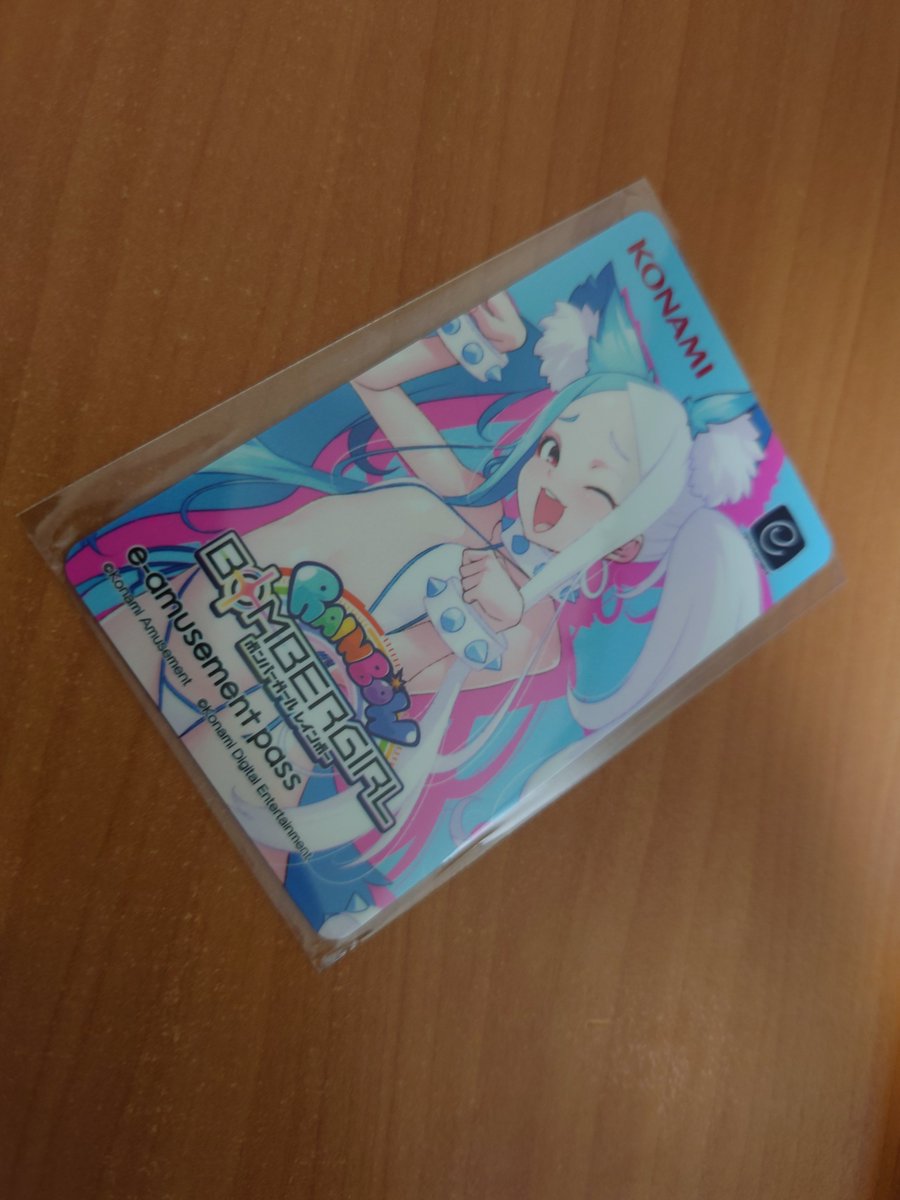 KONAMI
RAINBOW
BOMBERGIRL
ボンバーガール レインボー
e-amusement pass
©Konami Amusement ©Konami Digital Entertainment